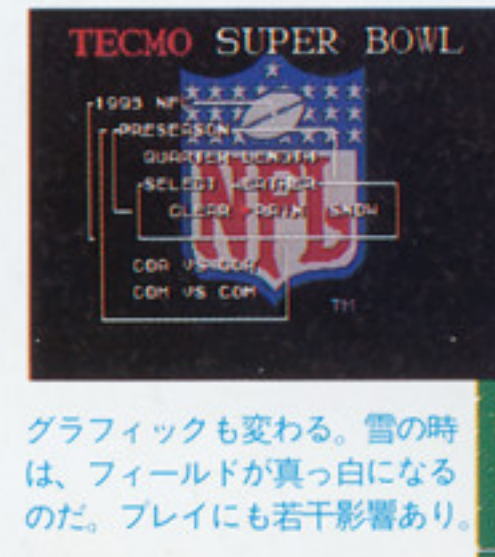 TECMO SUPER BOWL
1993 NFL
PRESEASON
QUARTER LENGTH
SELECT WEATHER
CLEAR RAIN SNOW
COA VS COA
COM VS COM
NFL
TM
グラフィックも変わる。雪の時
は、フィールドが真っ白になる
のだ。プレイにも若干影響あり。